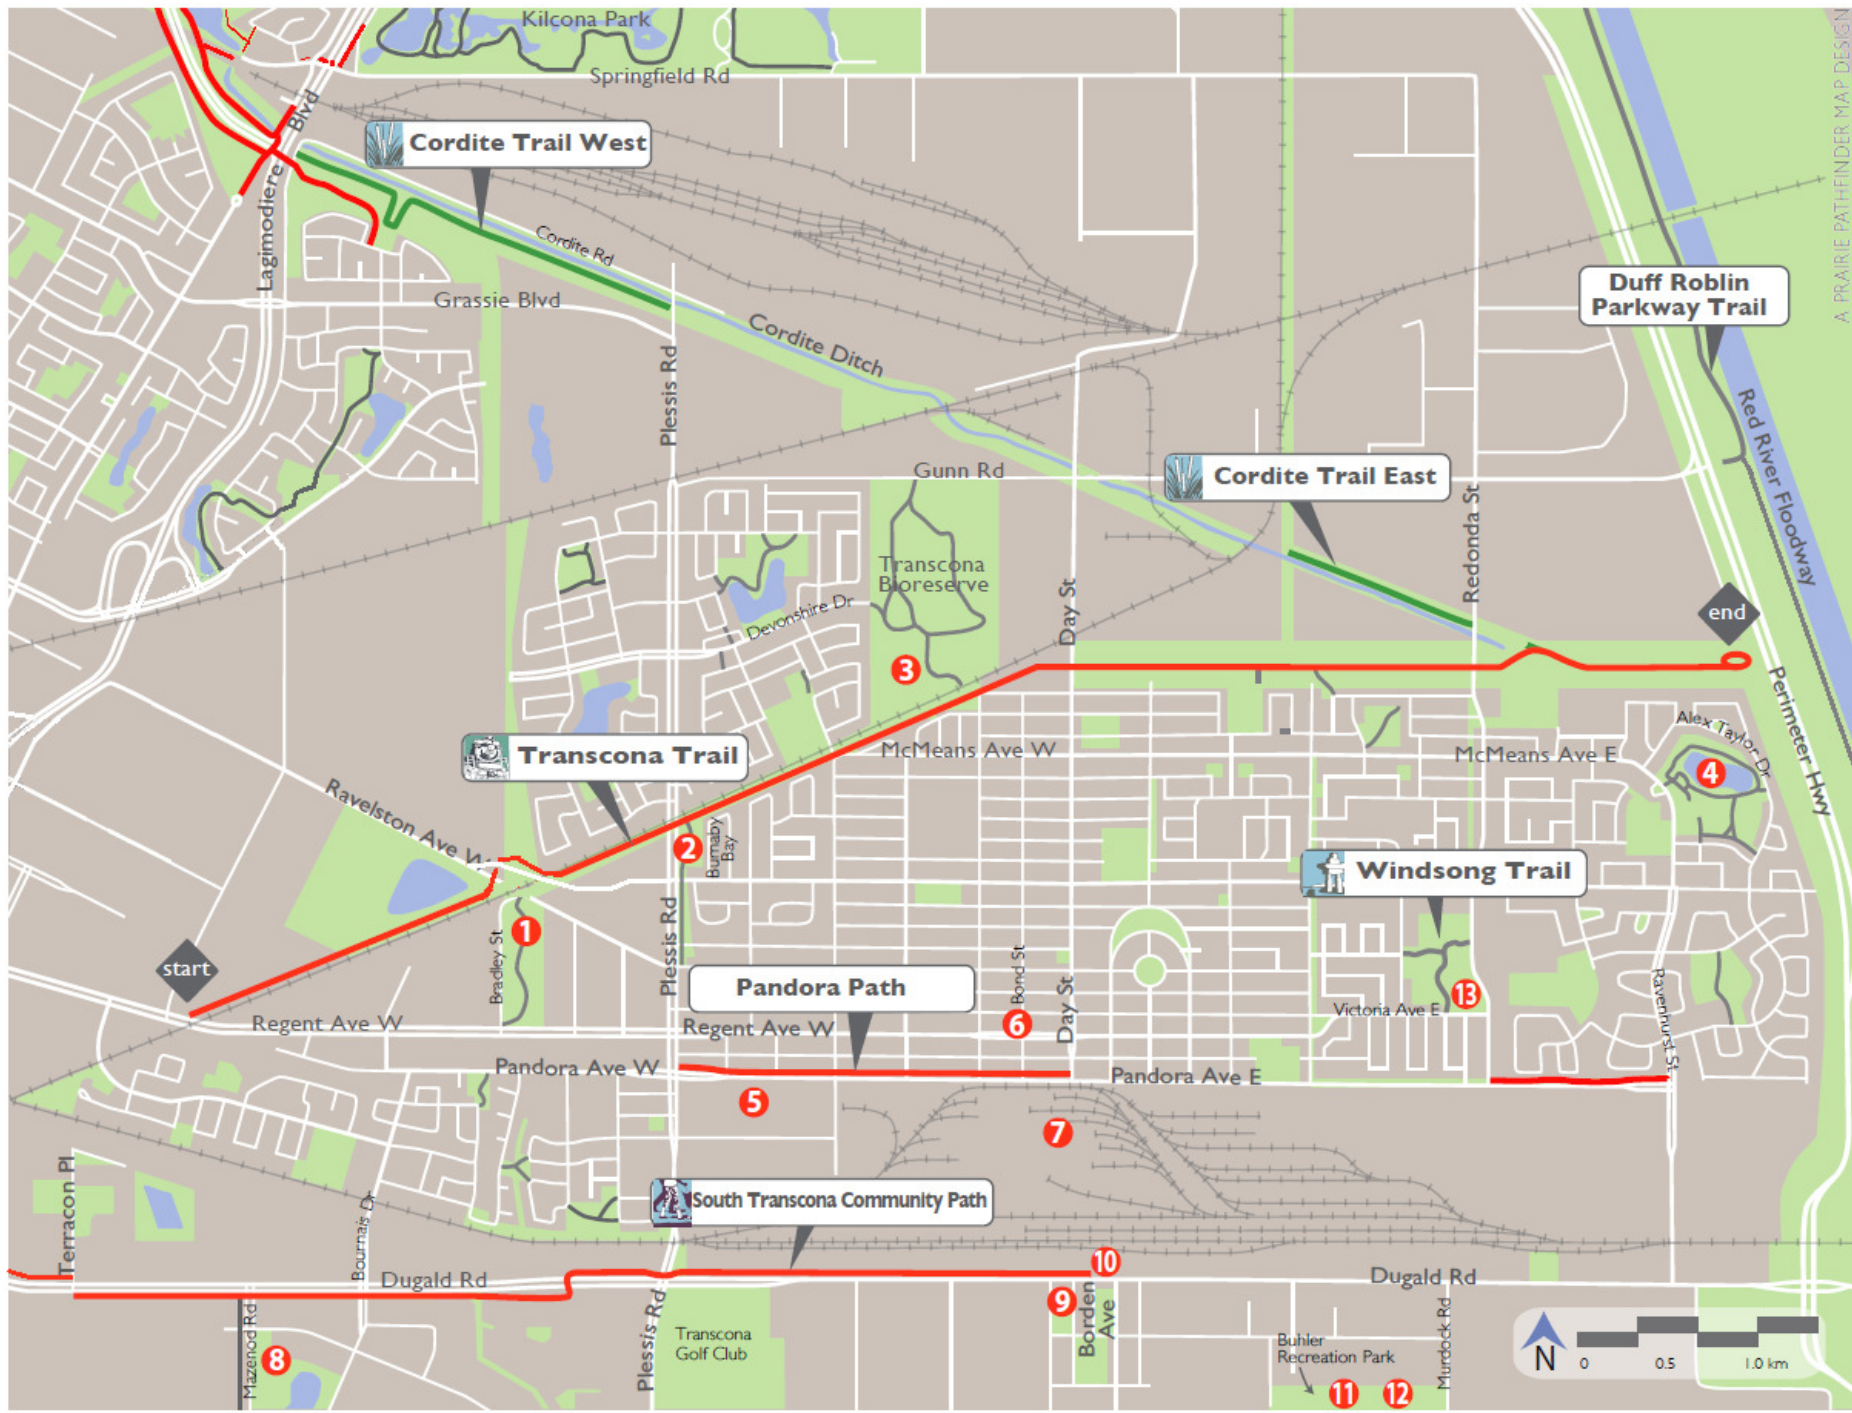 Kilcona Park
Springfield Rd
A PRAIRIE PATHFINDER MAP DESIGN
Lagimodiere Blvd
Cordite Trail West
Cordite Rd
Grassie Blvd
Cordite Ditch
Duff Roblin
Parkway Trail
Plessis Rd
Red River Floodway
Gunn Rd
Cordite Trail East
Redonda St
Transcona
Bioreserve
Devonshire Dr
Day St
end
3
Perimeter Hwy
Transcona Trail
McMeans Ave W
McMeans Ave E
Alex Taylor Dr
4
Ravelston Ave W
2
Burnaby
Bay
Windsong Trail
1
Bradley St
Plessis Rd
start
Pandora Path
Bond St
Day St
13
Victoria Ave E
Ravenhurst St
Regent Ave W
Regent Ave W
6
Pandora Ave W
Pandora Ave E
5
7
Terracon Pl
Bournais Dr
South Transcona Community Path
10
Dugald Rd
Dugald Rd
9
Borden
Ave
Mazenod Rd
8
Plessis Rd
Transcona
Golf Club
Buhler
Recreation Park
11
12
Murdock Rd
N
0
0.5
1.0 km